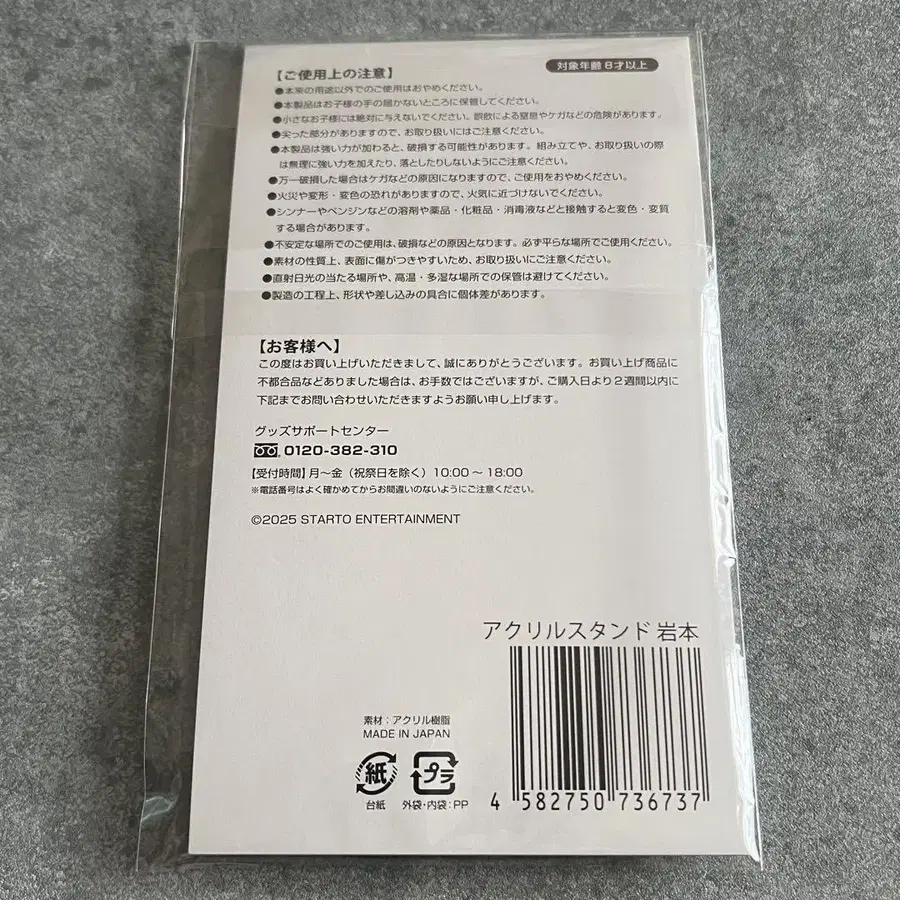 【ご使用上の注意】
対象年齢 8才以上
●本来の用途以外でのご使用はおやめください。
●本製品はお子様の手の届かないところに保管してください。
●小さなお子様には絶対に与えないでください。誤飲による窒息やケガなどの危険があります。
●尖った部分がありますので、お取り扱いにはご注意ください。
●本製品は強い力が加わると、破損する可能性があります。組み立てや、お取り扱いの際
は無理に強い力を加えたり、落としたりしないようにご注意ください。
●万一破損した場合はケガなどの原因になりますので、ご使用をおやめください。
●火災や変形・変色の恐れがありますので、火気に近づけないでください。
●シンナーやベンジンなどの溶剤や薬品・化粧品・消毒液などと接触すると変色・変質
する場合があります。
●不安定な場所でのご使用は、破損などの原因となります。必ず平らな場所でご使用ください。
●素材の性質上、表面に傷がつきやすいため、お取り扱いにご注意ください。
●直射日光の当たる場所や、高温・多湿な場所での保管は避けてください。
●製造の工程上、形状や差し込みの具合に個体差があります。
【お客様へ】
この度はお買い上げいただきまして、誠にありがとうございます。お買い上げ商品に
不都合品などありました場合は、お手数ではございますが、ご購入日より2週間以内に
下記までお問い合わせいただきますようお願い申し上げます。
グッズサポートセンター
0120-382-310
【受付時間】月～金（祝祭日を除く）10:00～18:00
※電話番号はよく確かめてからお間違いのないようにご注意ください。
©2025 STARTO ENTERTAINMENT
アクリルスタンド 岩本
素材：アクリル樹脂
MADE IN JAPAN
紙
プラ
台紙
外袋・内袋：PP
4 582750 736737